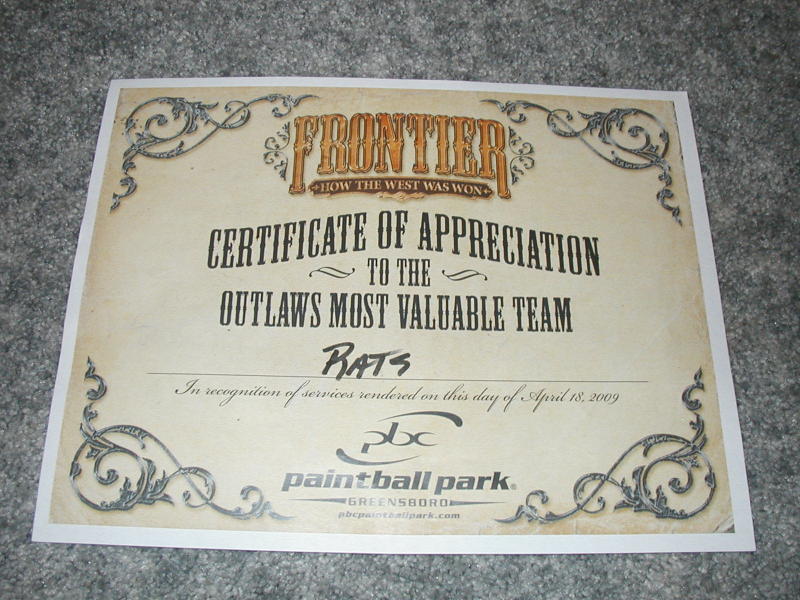 FRONTIER
HOW THE WEST WAS WON
CERTIFICATE OF APPRECIATION
TO THE
OUTLAWS MOST VALUABLE TEAM
RATS
In recognition of services rendered on this day of April 18, 2009
pbc
paintball park®
GREENSBORO
pbcpaintballpark.com